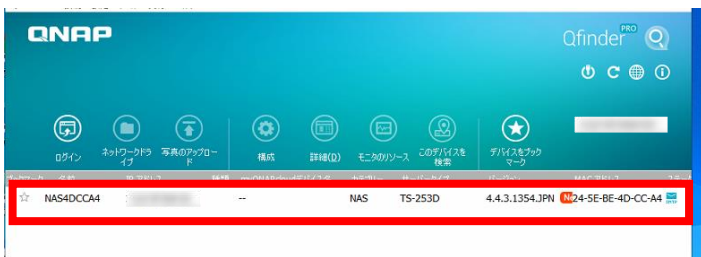 QNAP
Qfinder PRO
ログイン
ネットワークドライブ
写真のアップロード
構成
詳細(D)
モニタのリソース
このデバイスを検索
デバイスをブックマーク
NAS4DCCA4 -- NAS TS-253D 4.4.3.1354.JPN 24-5E-BE-4D-CC-A4